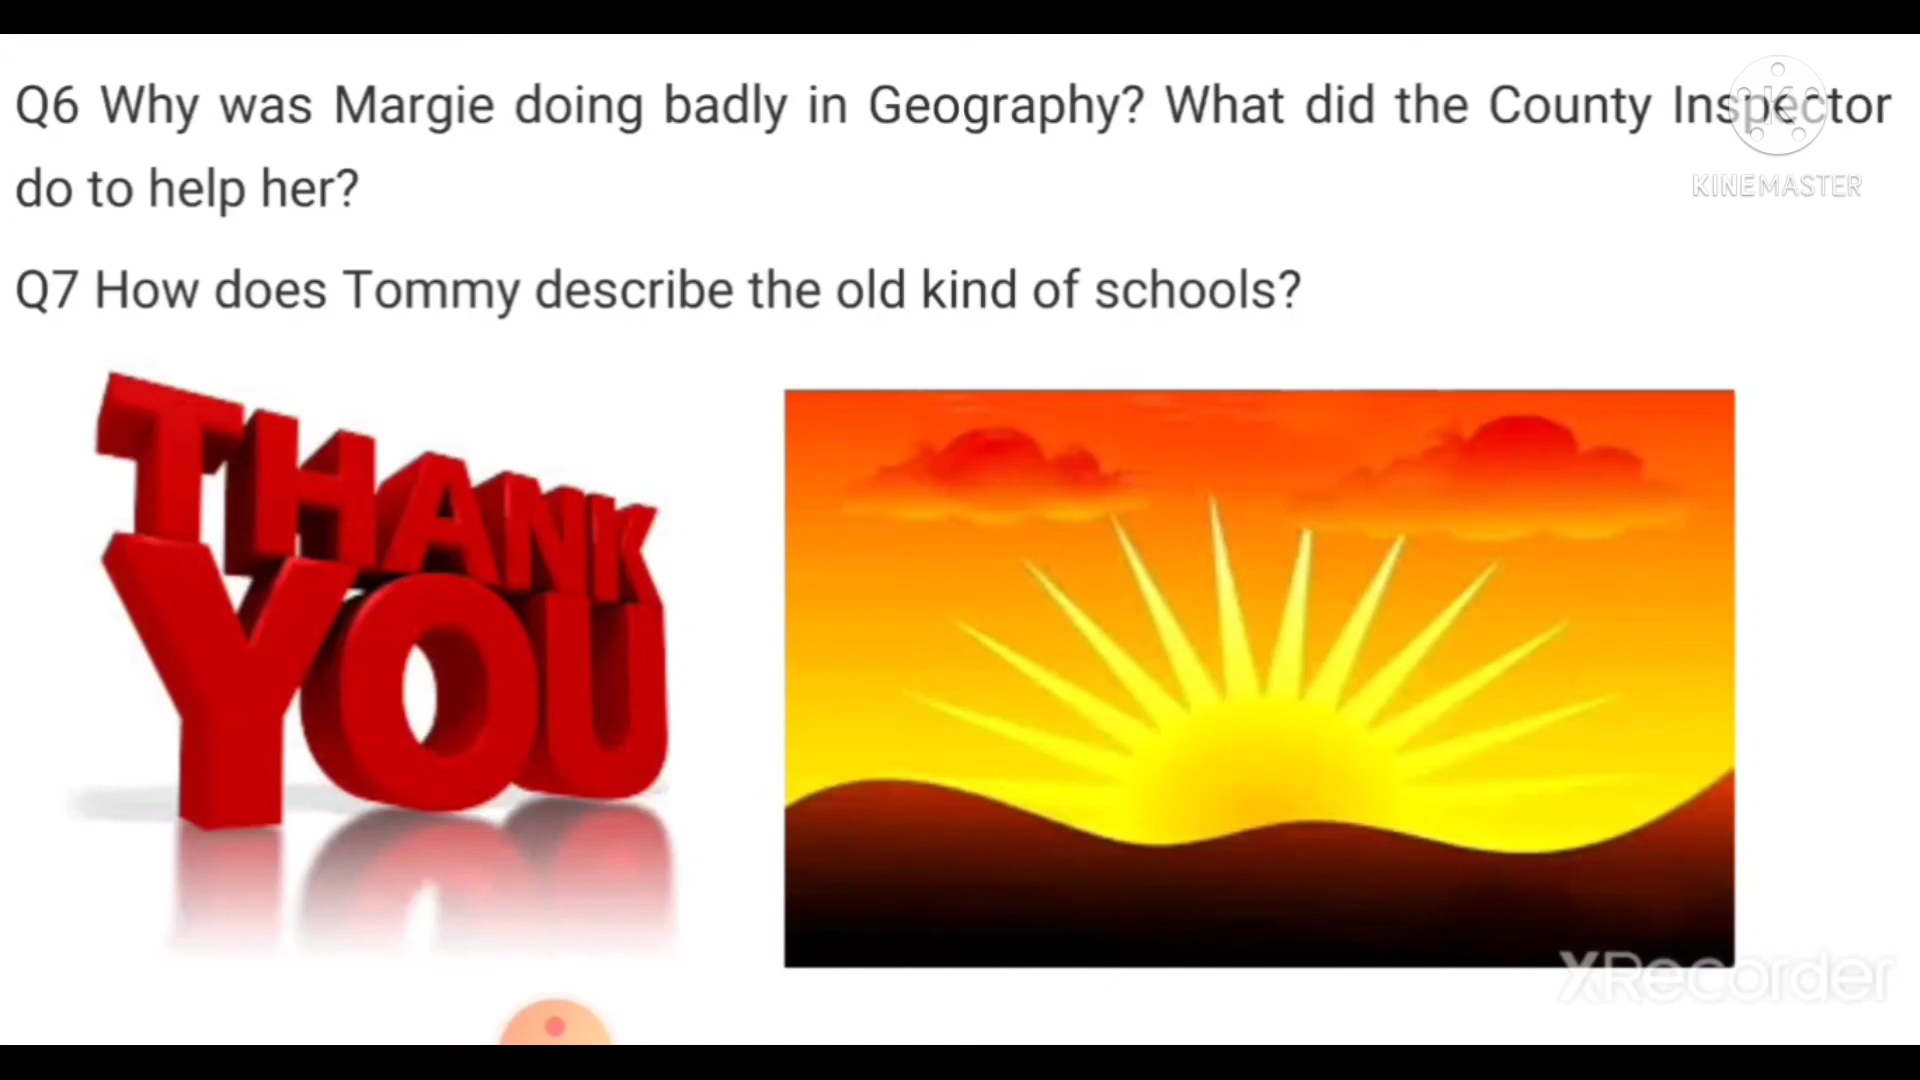 Q6 Why was Margie doing badly in Geography? What did the County Inspector
do to help her?
KINEMASTER
Q7 How does Tommy describe the old kind of schools?
THANK
YOU
XRecorder